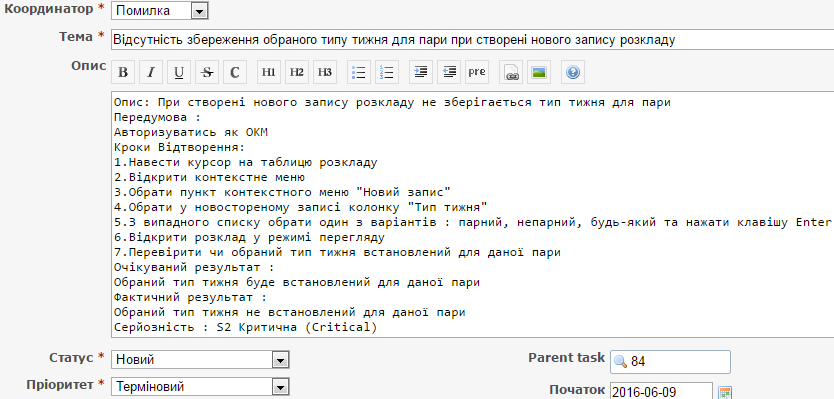 Координатор * Помилка
Тема * Відсутність збереження обраного типу тижня для пари при створені нового запису розкладу
Опис B I U S C H1 H2 H3 pre
Опис: При створені нового запису розкладу не зберігається тип тижня для пари
Передумова :
Авторизуватись як ОКМ
Кроки Відтворення:
1.Навести курсор на таблицю розкладу
2.Відкрити контекстне меню
3.Обрати пункт контекстного меню "Новий запис"
4.Обрати у новостореному записі колонку "Тип тижня"
5.З випадного списку обрати один з варіантів : парний, непарний, будь-який та нажати клавішу Enter
6.Відкрити розклад у режимі перегляду
7.Перевірити чи обраний тип тижня встановлений для даної пари
Очікуваний результат :
Обраний тип тижня буде встановлений для даної пари
Фактичний результат :
Обраний тип тижня не встановлений для даної пари
Серйозність : S2 Критична (Critical)
Статус * Новий Parent task 84
Пріоритет * Терміновий Початок 2016-06-09